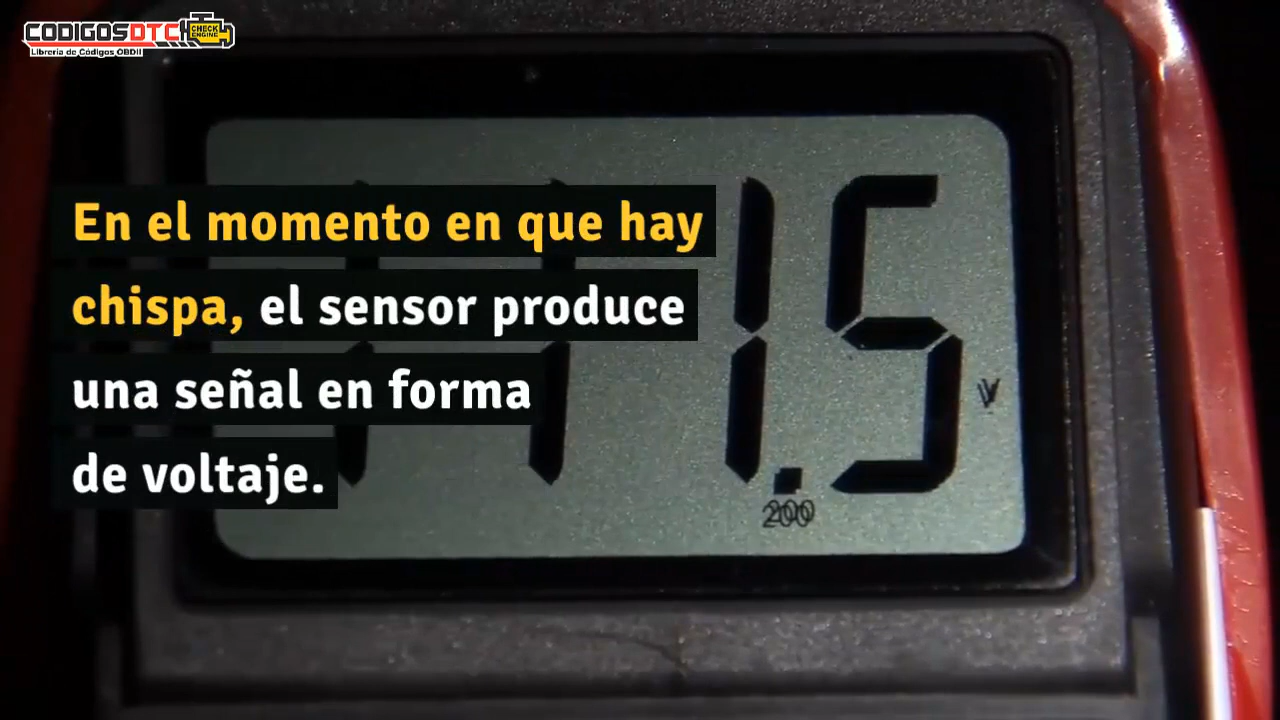 CODIGOSDTC
CHECK
ENGINE
Librería de Códigos OBDII
En el momento en que hay
chispa, el sensor produce
una señal en forma
de voltaje.
111.5
V
200